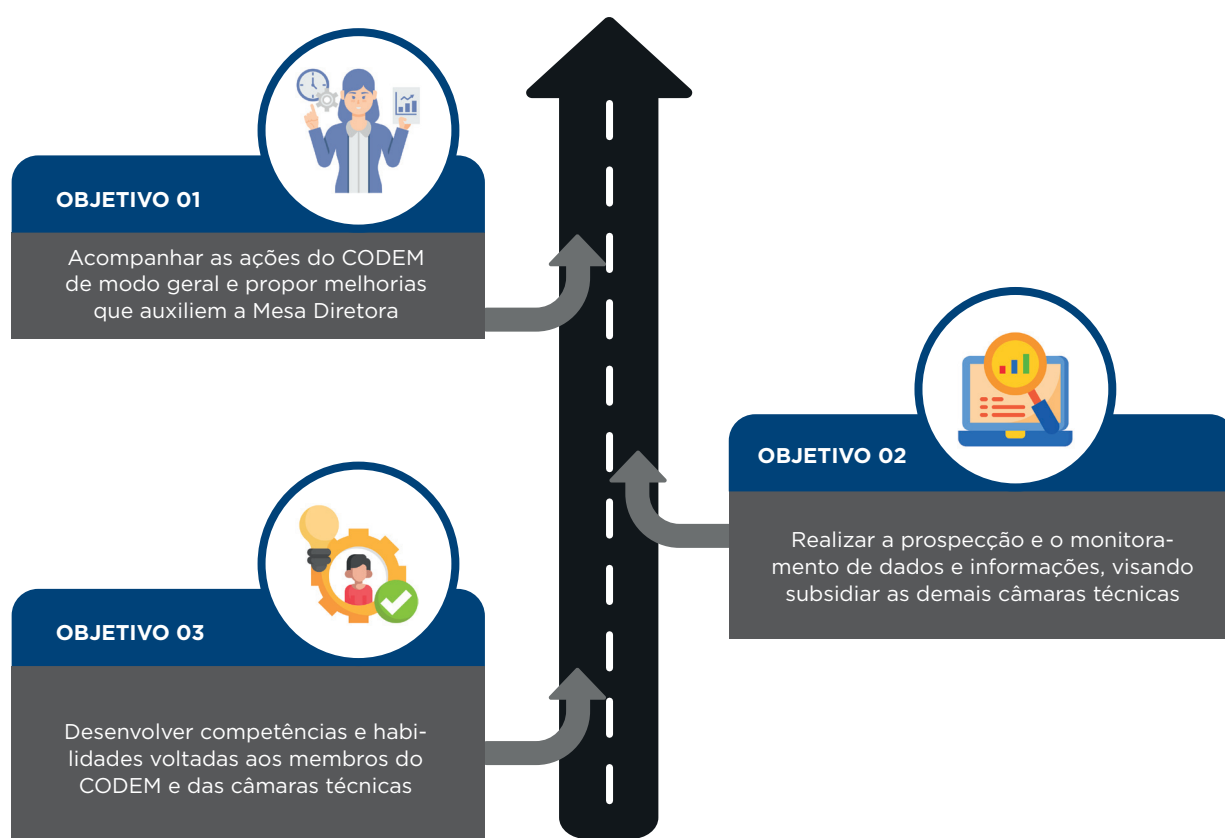 OBJETIVO 01
Acompanhar as ações do CODEM
de modo geral e propor melhorias
que auxiliem a Mesa Diretora
OBJETIVO 02
Realizar a prospecção e o monitora-
mento de dados e informações, visando
subsidiar as demais câmaras técnicas
OBJETIVO 03
Desenvolver competências e habi-
lidades voltadas aos membros do
CODEM e das câmaras técnicas